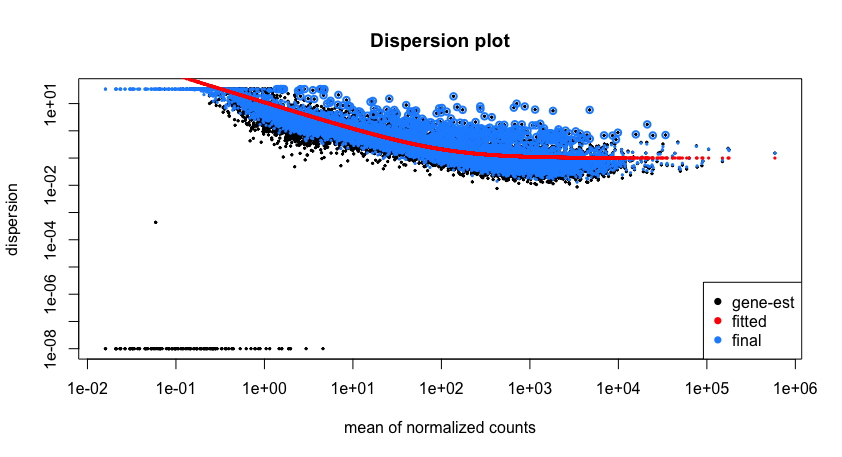 Dispersion plot
dispersion
1e+01
1e-02
1e-04
1e-06
1e-08
gene-est
fitted
final
1e-02 1e-01 1e+00 1e+01 1e+02 1e+03 1e+04 1e+05 1e+06
mean of normalized counts